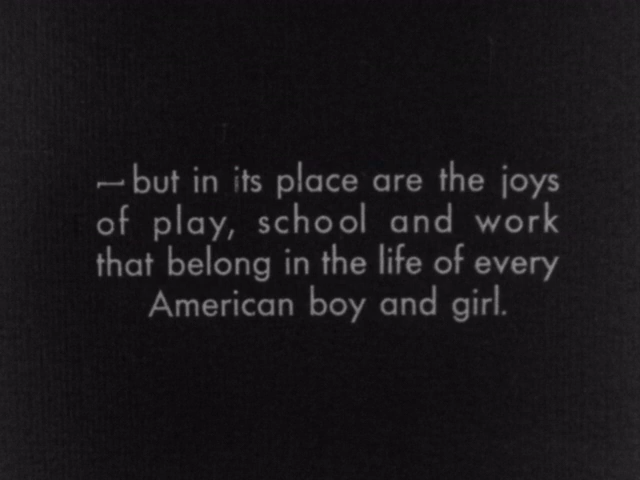 —but in its place are the joys
of play, school and work
that belong in the life of every
American boy and girl.